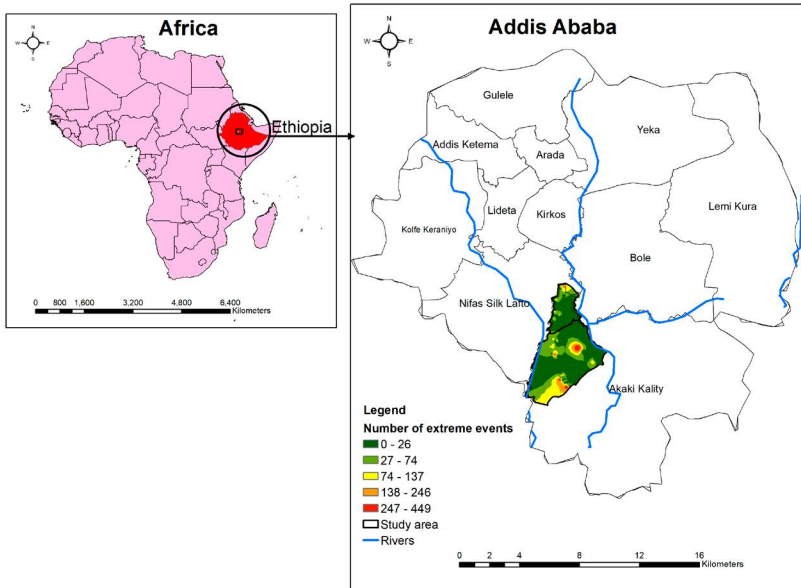 Africa
N
W E
S
Ethiopia
0 800 1,600 3,200 4,800 6,400
Kilometers
Addis Ababa
N
W E
S
Gulele
Yeka
Addis Ketema
Arada
Lemi Kura
Lideta
Kirkos
Kolfe Keraniyo
Bole
Nifas Silk Lafto
Akaki Kality
Legend
Number of extreme events
0 - 26
27 - 74
74 - 137
138 - 246
247 - 449
Study area
Rivers
0 2 4 8 12 16
Kilometers